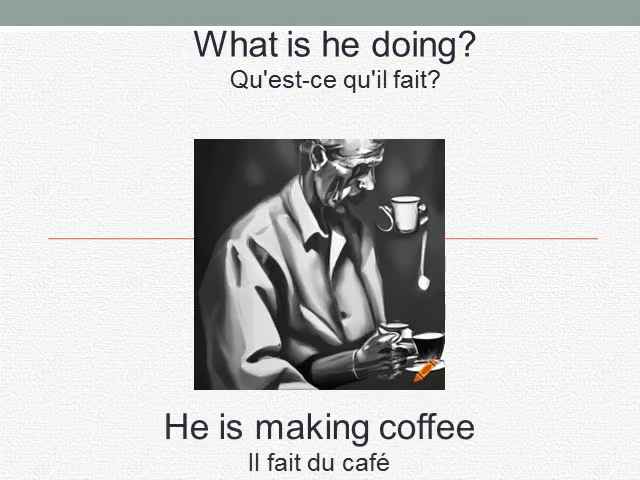 What is he doing?
Qu'est-ce qu'il fait?
He is making coffee
Il fait du café